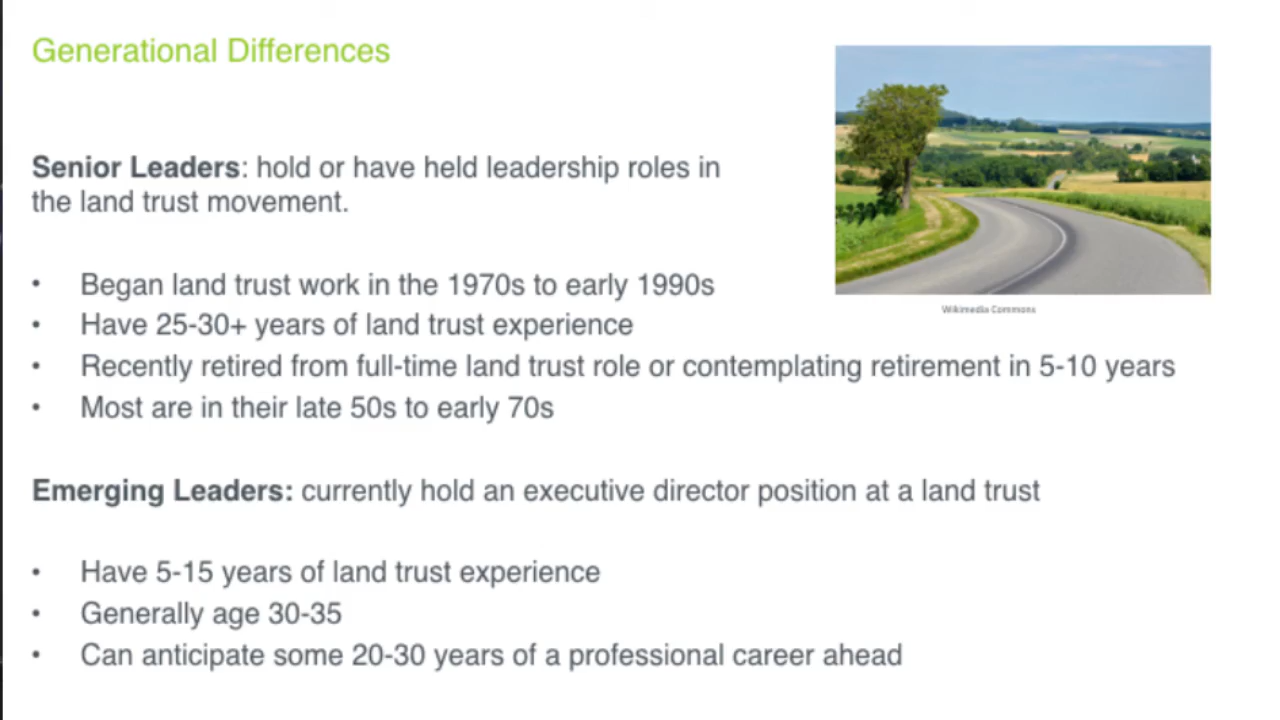 Generational Differences
Senior Leaders: hold or have held leadership roles in
the land trust movement.
• Began land trust work in the 1970s to early 1990s
• Have 25-30+ years of land trust experience
• Recently retired from full-time land trust role or contemplating retirement in 5-10 years
• Most are in their late 50s to early 70s
Wikimedia Commons
Emerging Leaders: currently hold an executive director position at a land trust
• Have 5-15 years of land trust experience
• Generally age 30-35
• Can anticipate some 20-30 years of a professional career ahead